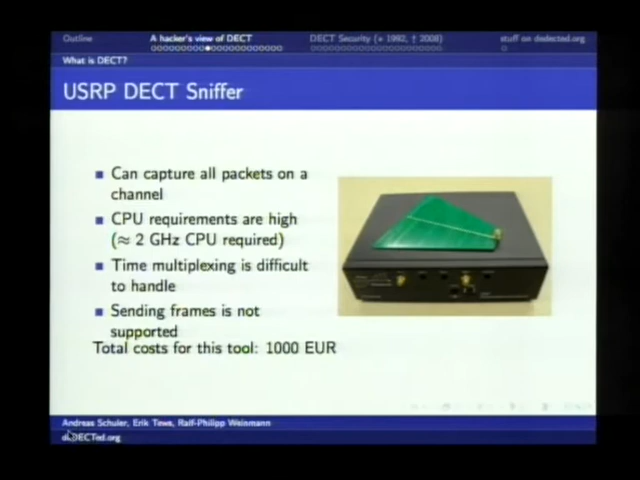 Outline
A hacker's view of DECT
DECT Security (* 1992, † 2008)
stuff on dedected.org
What is DECT?
USRP DECT Sniffer
Can capture all packets on a
channel
CPU requirements are high
(≈ 2 GHz CPU required)
Time multiplexing is difficult
to handle
Sending frames is not
supported
Total costs for this tool: 1000 EUR
Andreas Schuler, Erik Tews, Ralf-Philipp Weinmann
deDECTed.org